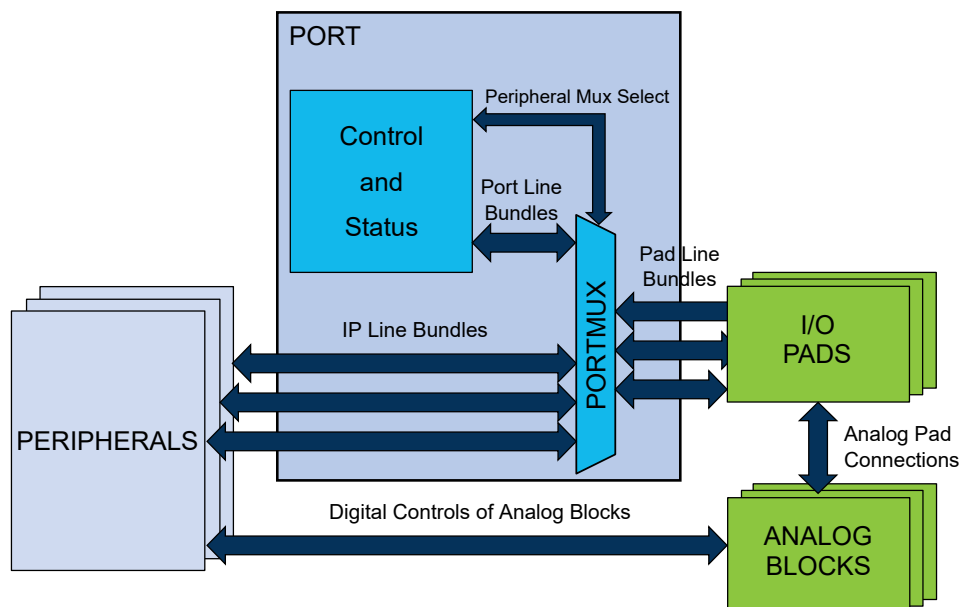 PORT
Peripheral Mux Select
Control
and
Status
Port Line
Bundles
Pad Line
Bundles
PORTMUX
IP Line Bundles
I/O
PADS
PERIPHERALS
Analog Pad
Connections
Digital Controls of Analog Blocks
ANALOG
BLOCKS